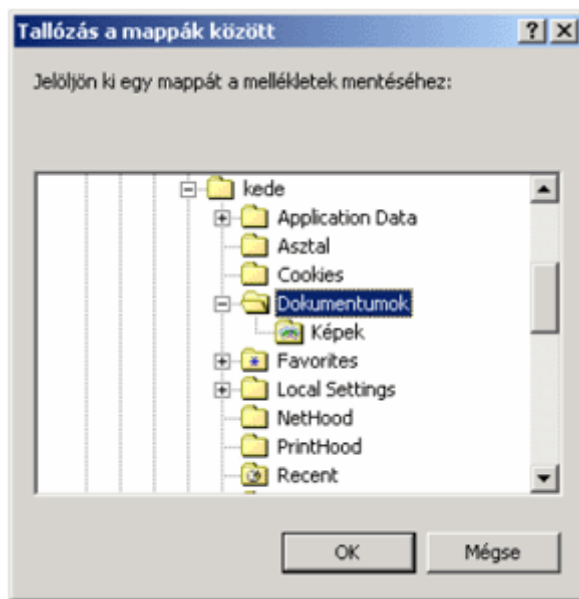 Tallózás a mappák között
Jelöljön ki egy mappát a mellékletek mentéséhez:
kede
Application Data
Asztal
Cookies
Dokumentumok
Képek
Favorites
Local Settings
NetHood
PrintHood
Recent
OK Mégse